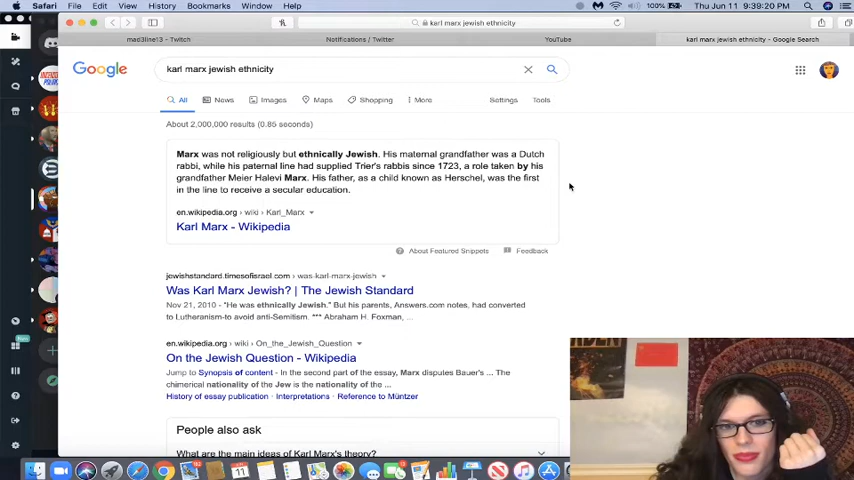 Safari File Edit View History Bookmarks Window Help
100% Thu Jun 11 9:39:20 PM
karl marx jewish ethnicity
mad3line13 - Twitch Notifications / Twitter YouTube karl marx jewish ethnicity - Google Search
Google karl marx jewish ethnicity
All News Images Maps Shopping More Settings Tools
About 2,000,000 results (0.85 seconds)
Marx was not religiously but ethnically Jewish. His maternal grandfather was a Dutch
rabbi, while his paternal line had supplied Trier's rabbis since 1723, a role taken by his
grandfather Meier Halevi Marx. His father, as a child known as Herschel, was the first
in the line to receive a secular education.
en.wikipedia.org › wiki › Karl_Marx
Karl Marx - Wikipedia
About Featured Snippets Feedback
jewishstandard.timesofisrael.com › was-karl-marx-jewish
Was Karl Marx Jewish? | The Jewish Standard
Nov 21, 2010 - "He was ethnically Jewish." But his parents, Answers.com notes, had converted
to Lutheranism-to avoid anti-Semitism. *** Abraham H. Foxman, ...
en.wikipedia.org › wiki › On_the_Jewish_Question
On the Jewish Question - Wikipedia
Jump to Synopsis of content - In the second part of the essay, Marx disputes Bauer's ... The
chimerical nationality of the Jew is the nationality of the ...
History of essay publication · Interpretations · Reference to Müntzer
People also ask
What are the main ideas of Karl Marx's theory?